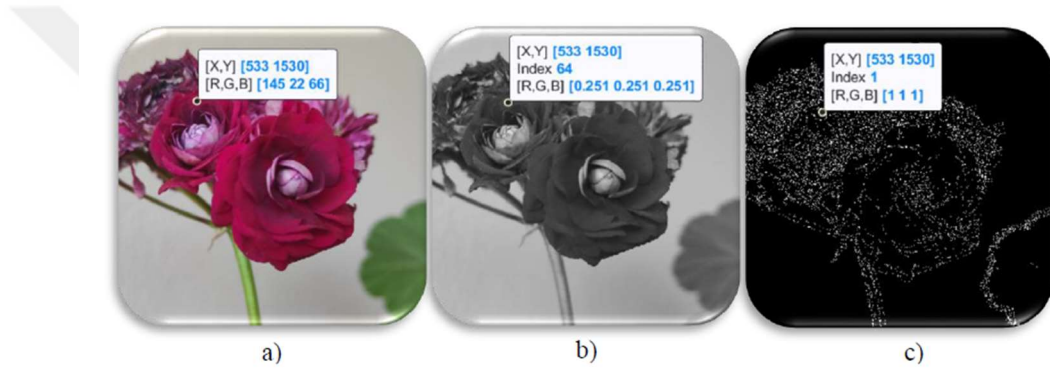 [X,Y] [533 1530]
[R,G,B] [145 22 66]
[X,Y] [533 1530]
Index 64
[R,G,B] [0.251 0.251 0.251]
[X,Y] [533 1530]
Index 1
[R,G,B] [1 1 1]
a)
b)
c)